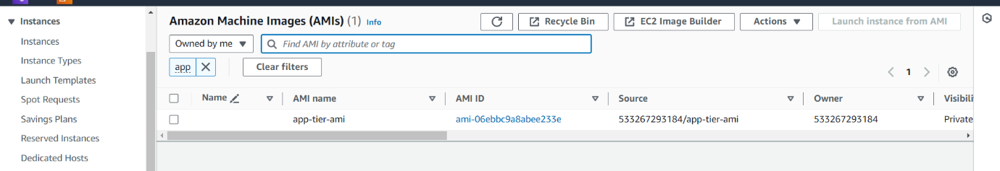 Instances
Instances
Instance Types
Launch Templates
Spot Requests
Savings Plans
Reserved Instances
Dedicated Hosts
Amazon Machine Images (AMIs) (1) Info
Recycle Bin
EC2 Image Builder
Actions
Launch instance from AMI
Owned by me
Find AMI by attribute or tag
app
Clear filters
1
Name AMI name AMI ID Source Owner Visibili
app-tier-ami ami-06ebbc9a8abee233e 533267293184/app-tier-ami 533267293184 Private